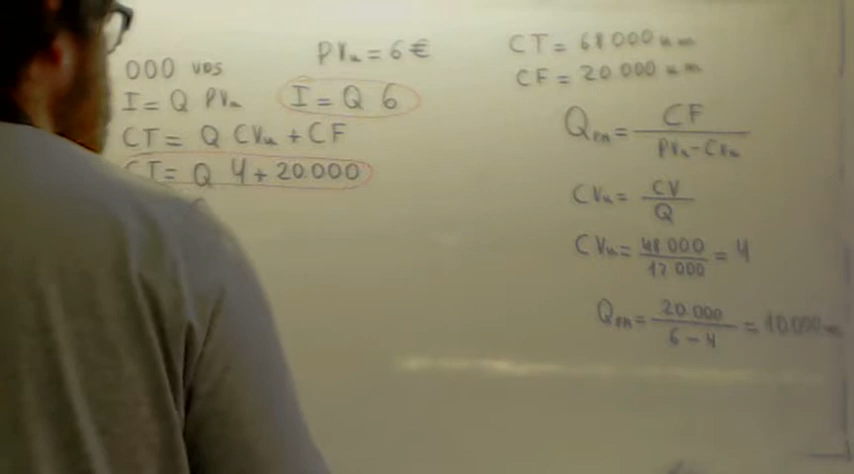 PVu = 6 €
000 uds
I = Q PVu
I = Q 6
CT = Q CVu + CF
CT = Q 4 + 20.000
CT = 68 000 um
CF = 20 000 um
Qpm = CF / PVu - CVu
CVu = CV / Q
CVu = 48 000 / 12 000 = 4
Qpm = 20.000 / 6 - 4 = 10.000